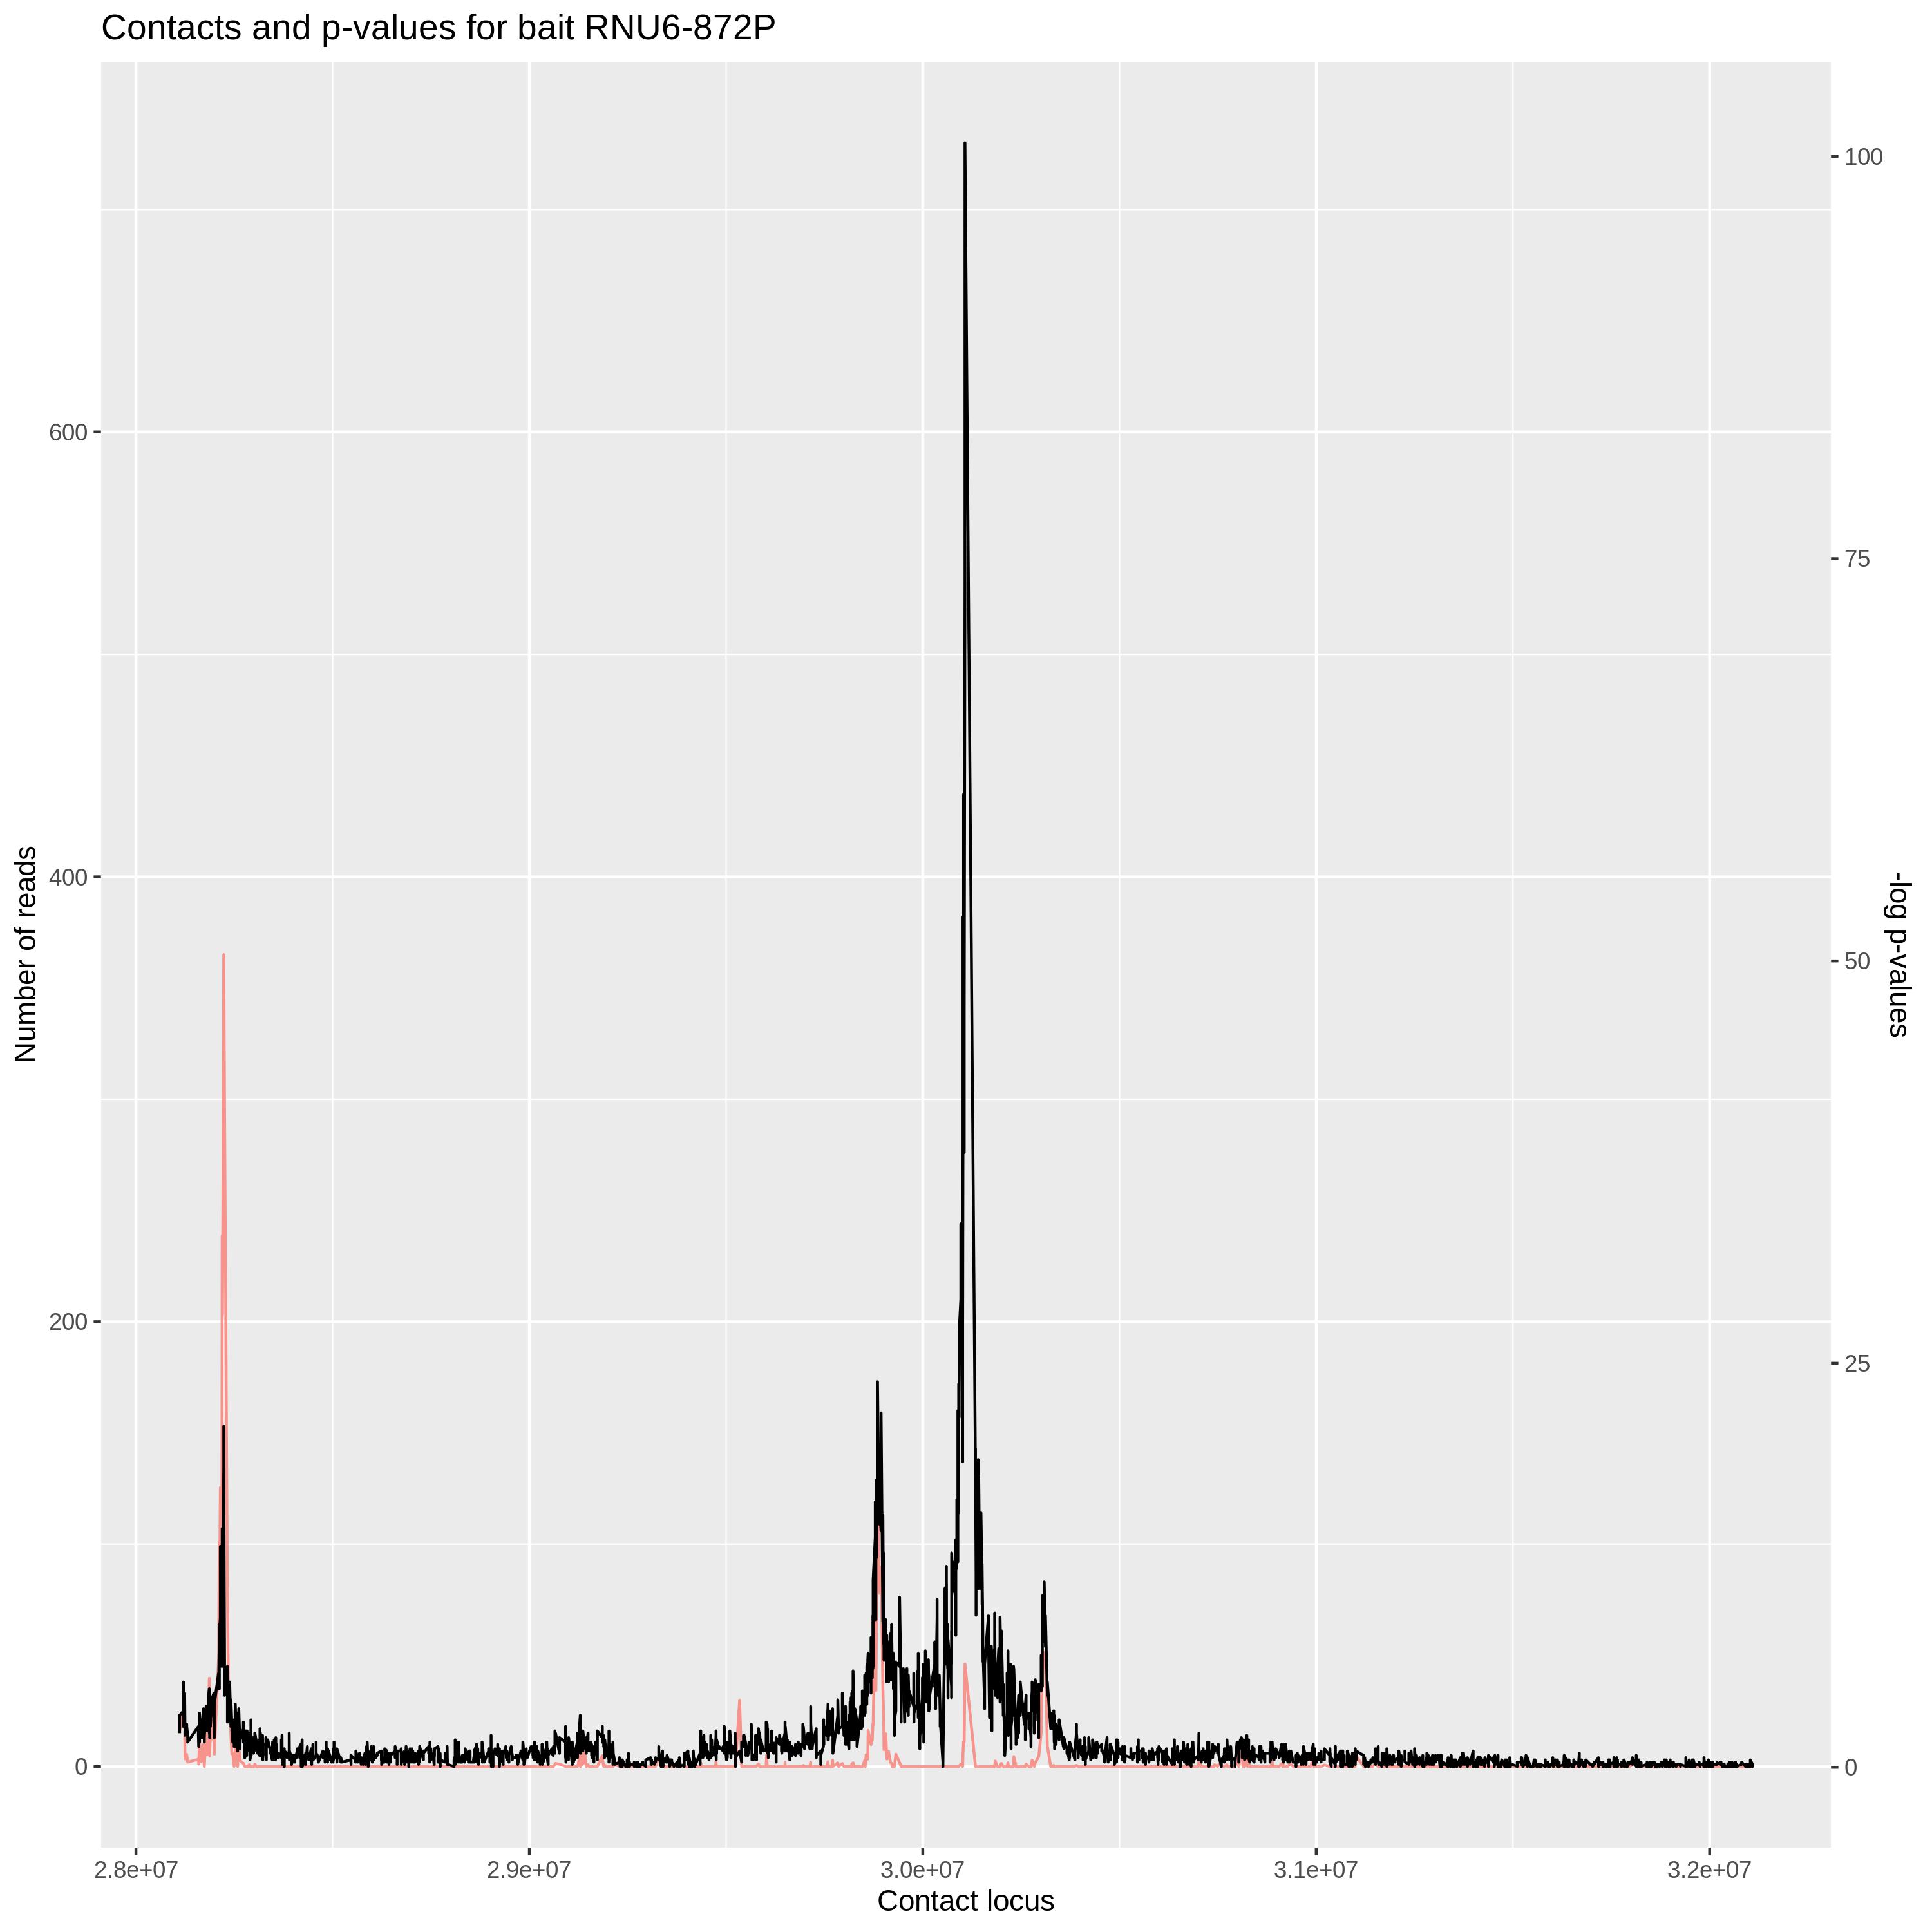 Contacts and p-values for bait RNU6-872P
600
400
200
0
Number of reads
100
75
50
25
0
-log p-values
2.8e+07 2.9e+07 3.0e+07 3.1e+07 3.2e+07
Contact locus